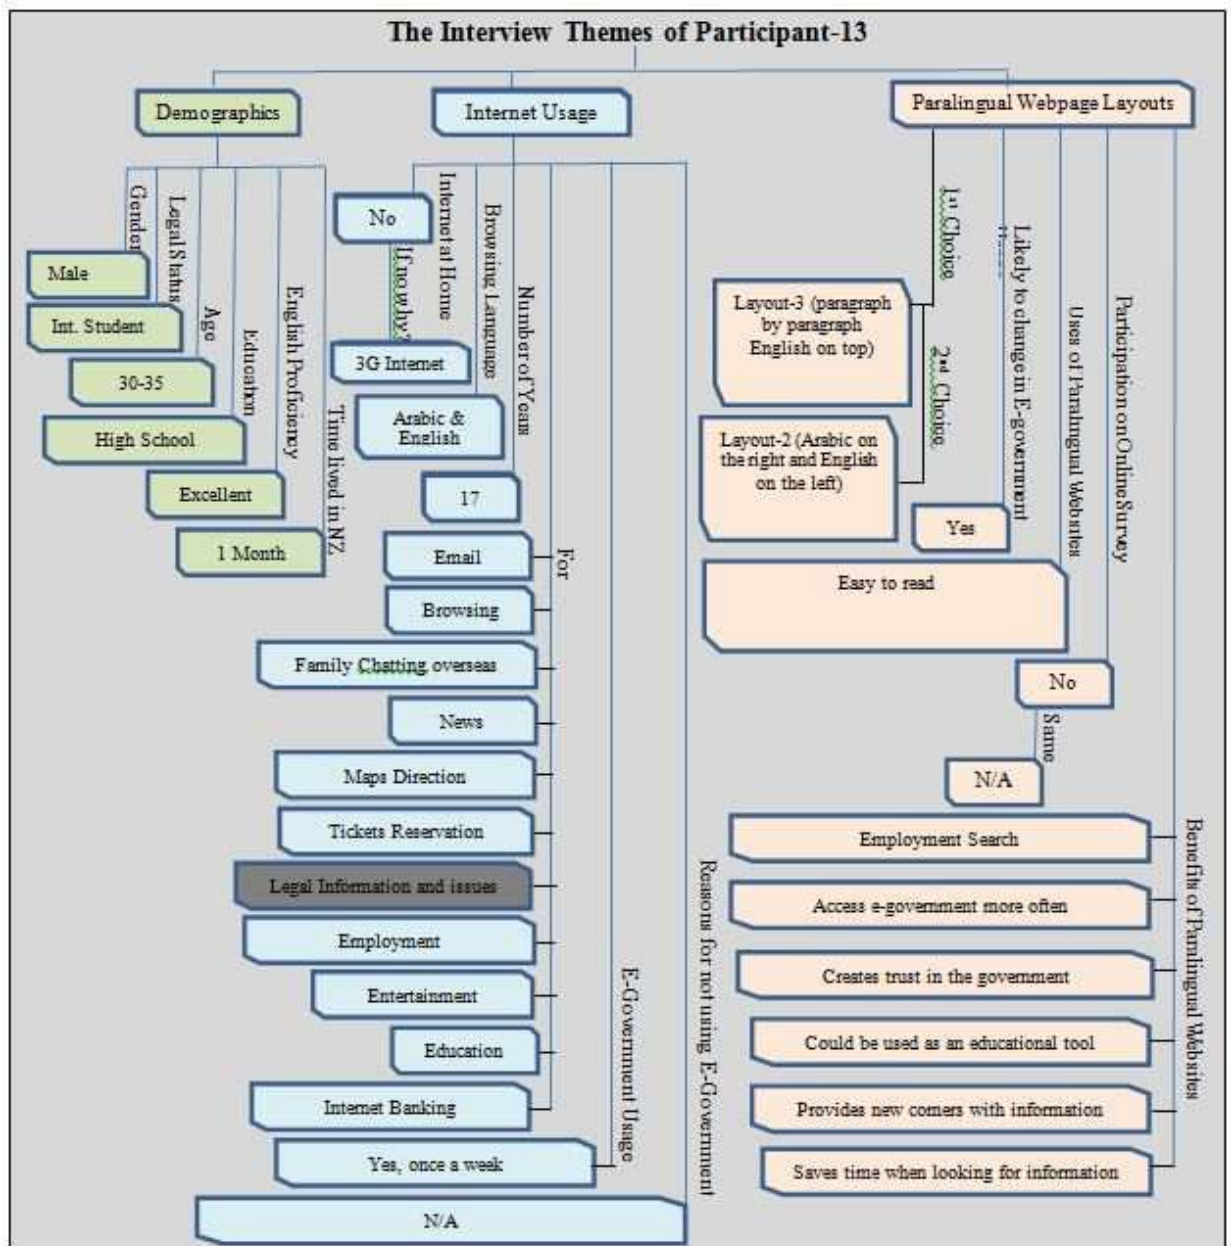 The Interview Themes of Participant-13
Demographics
Gender
Male
Legal Status
Int. Student
Age
30-35
Education
High School
English Proficiency
Excellent
Time lived in NZ
1 Month
Internet Usage
Internet at Home
No
If no why?
3G Internet
Browsing Language
Arabic &
English
Number of Years
17
For
Email
Browsing
Family Chatting overseas
News
Maps Direction
Tickets Reservation
Legal Information and issues
Employment
Entertainment
Education
Internet Banking
E-Government Usage
Yes, once a week
Reasons for not using E-Government
N/A
Paralingual Webpage Layouts
1st Choice
Layout-3 (paragraph
by paragraph
English on top)
2nd Choice
Layout-2 (Arabic on
the right and English
on the left)
Likely to change in E-government
Yes
Uses of Paralingual Websites
Easy to read
Participation on Online Survey
No
Same
N/A
Benefits of Paralingual Websites
Employment Search
Access e-government more often
Creates trust in the government
Could be used as an educational tool
Provides new comers with information
Saves time when looking for information